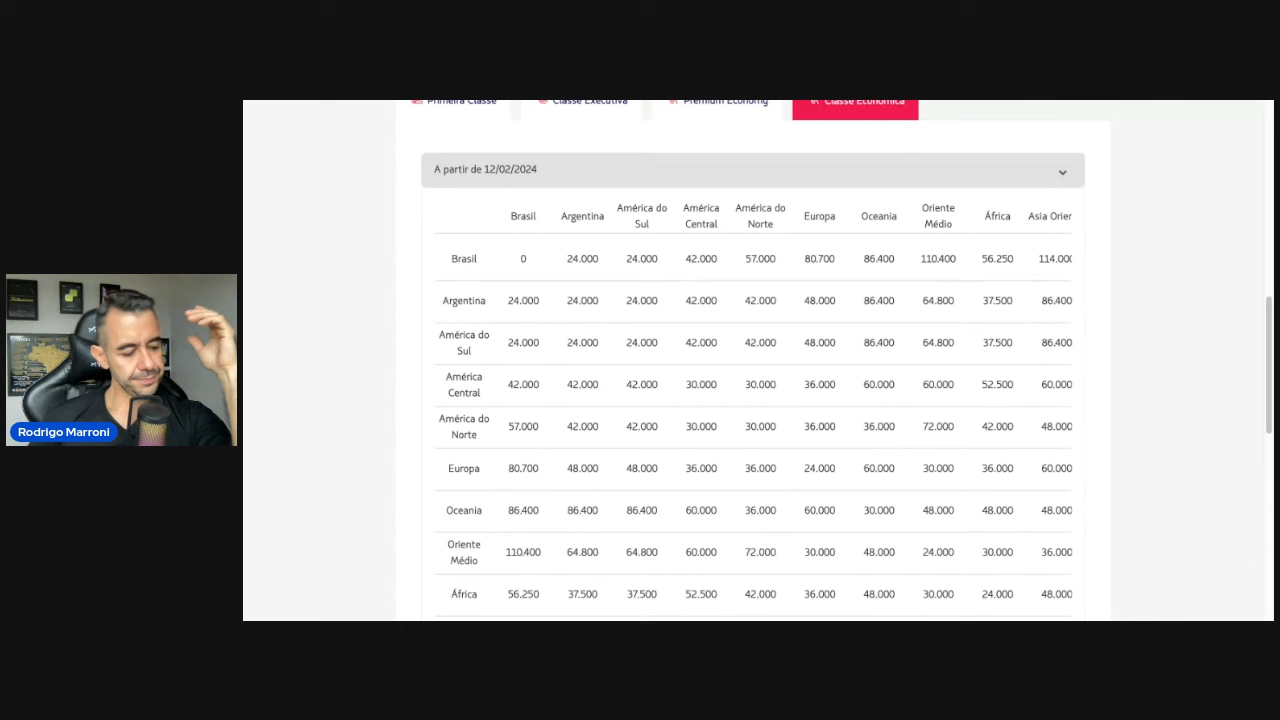 Primeira Classe Classe Executiva Premium Economy Classe Econômica
A partir de 12/02/2024
Brasil Argentina América do Sul América Central América do Norte Europa Oceania Oriente Médio África Asia Orier
Brasil 0 24.000 24.000 42.000 57.000 80.700 86.400 110.400 56.250 114.000
Argentina 24.000 24.000 24.000 42.000 42.000 48.000 86.400 64.800 37.500 86.400
América do Sul 24.000 24.000 24.000 42.000 42.000 48.000 86.400 64.800 37.500 86.400
América Central 42.000 42.000 42.000 30.000 30.000 36.000 60.000 60.000 52.500 60.000
América do Norte 57.000 42.000 42.000 30.000 30.000 36.000 36.000 72.000 42.000 48.000
Europa 80.700 48.000 48.000 36.000 36.000 24.000 60.000 30.000 36.000 60.000
Oceania 86.400 86.400 86.400 60.000 36.000 60.000 30.000 48.000 48.000 48.000
Oriente Médio 110.400 64.800 64.800 60.000 72.000 30.000 48.000 24.000 30.000 36.000
África 56.250 37.500 37.500 52.500 42.000 36.000 48.000 30.000 24.000 48.000
Rodrigo Marroni